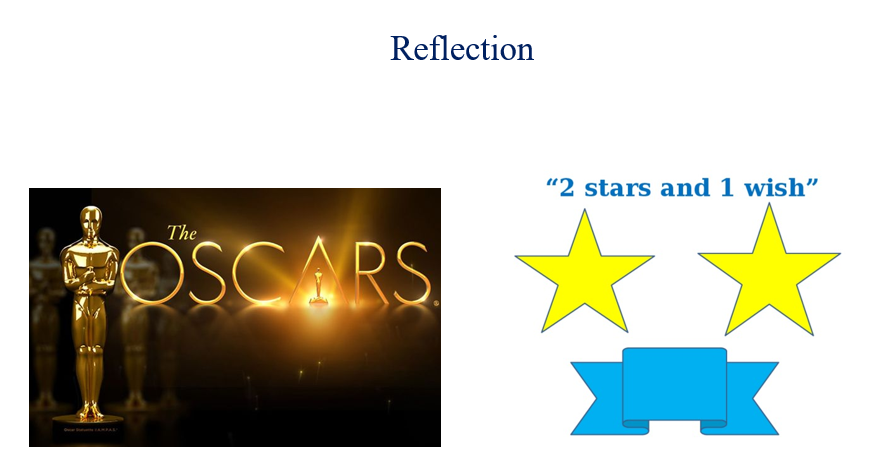 Reflection
The
OSCARS
“2 stars and 1 wish”